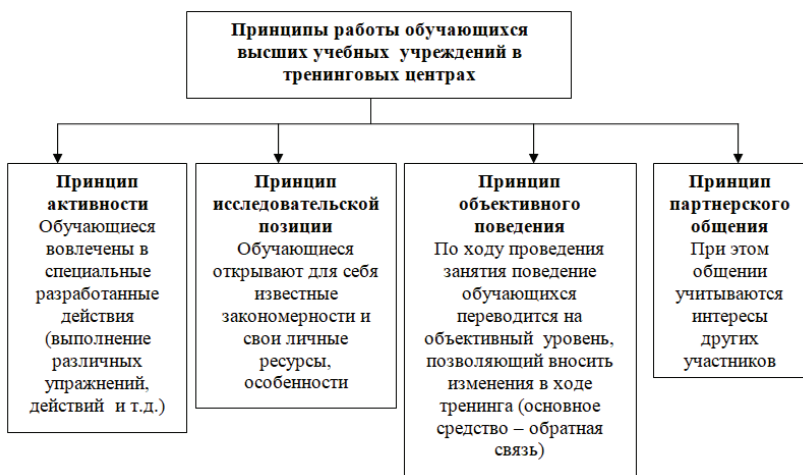 Принципы работы обучающихся
высших учебных учреждений в
тренинговых центрах
Принцип
активности
Обучающиеся
вовлечены в
специальные
разработанные
действия
(выполнение
различных
упражнений,
действий и т.д.)
Принцип
исследовательской
позиции
Обучающиеся
открывают для себя
известные
закономерности и
свои личные
ресурсы,
особенности
Принцип
объективного
поведения
По ходу проведения
занятия поведение
обучающихся
переводится на
объективный уровень,
позволяющий вносить
изменения в ходе
тренинга (основное
средство – обратная
связь)
Принцип
партнерского
общения
При этом
общении
учитываются
интересы
других
участников